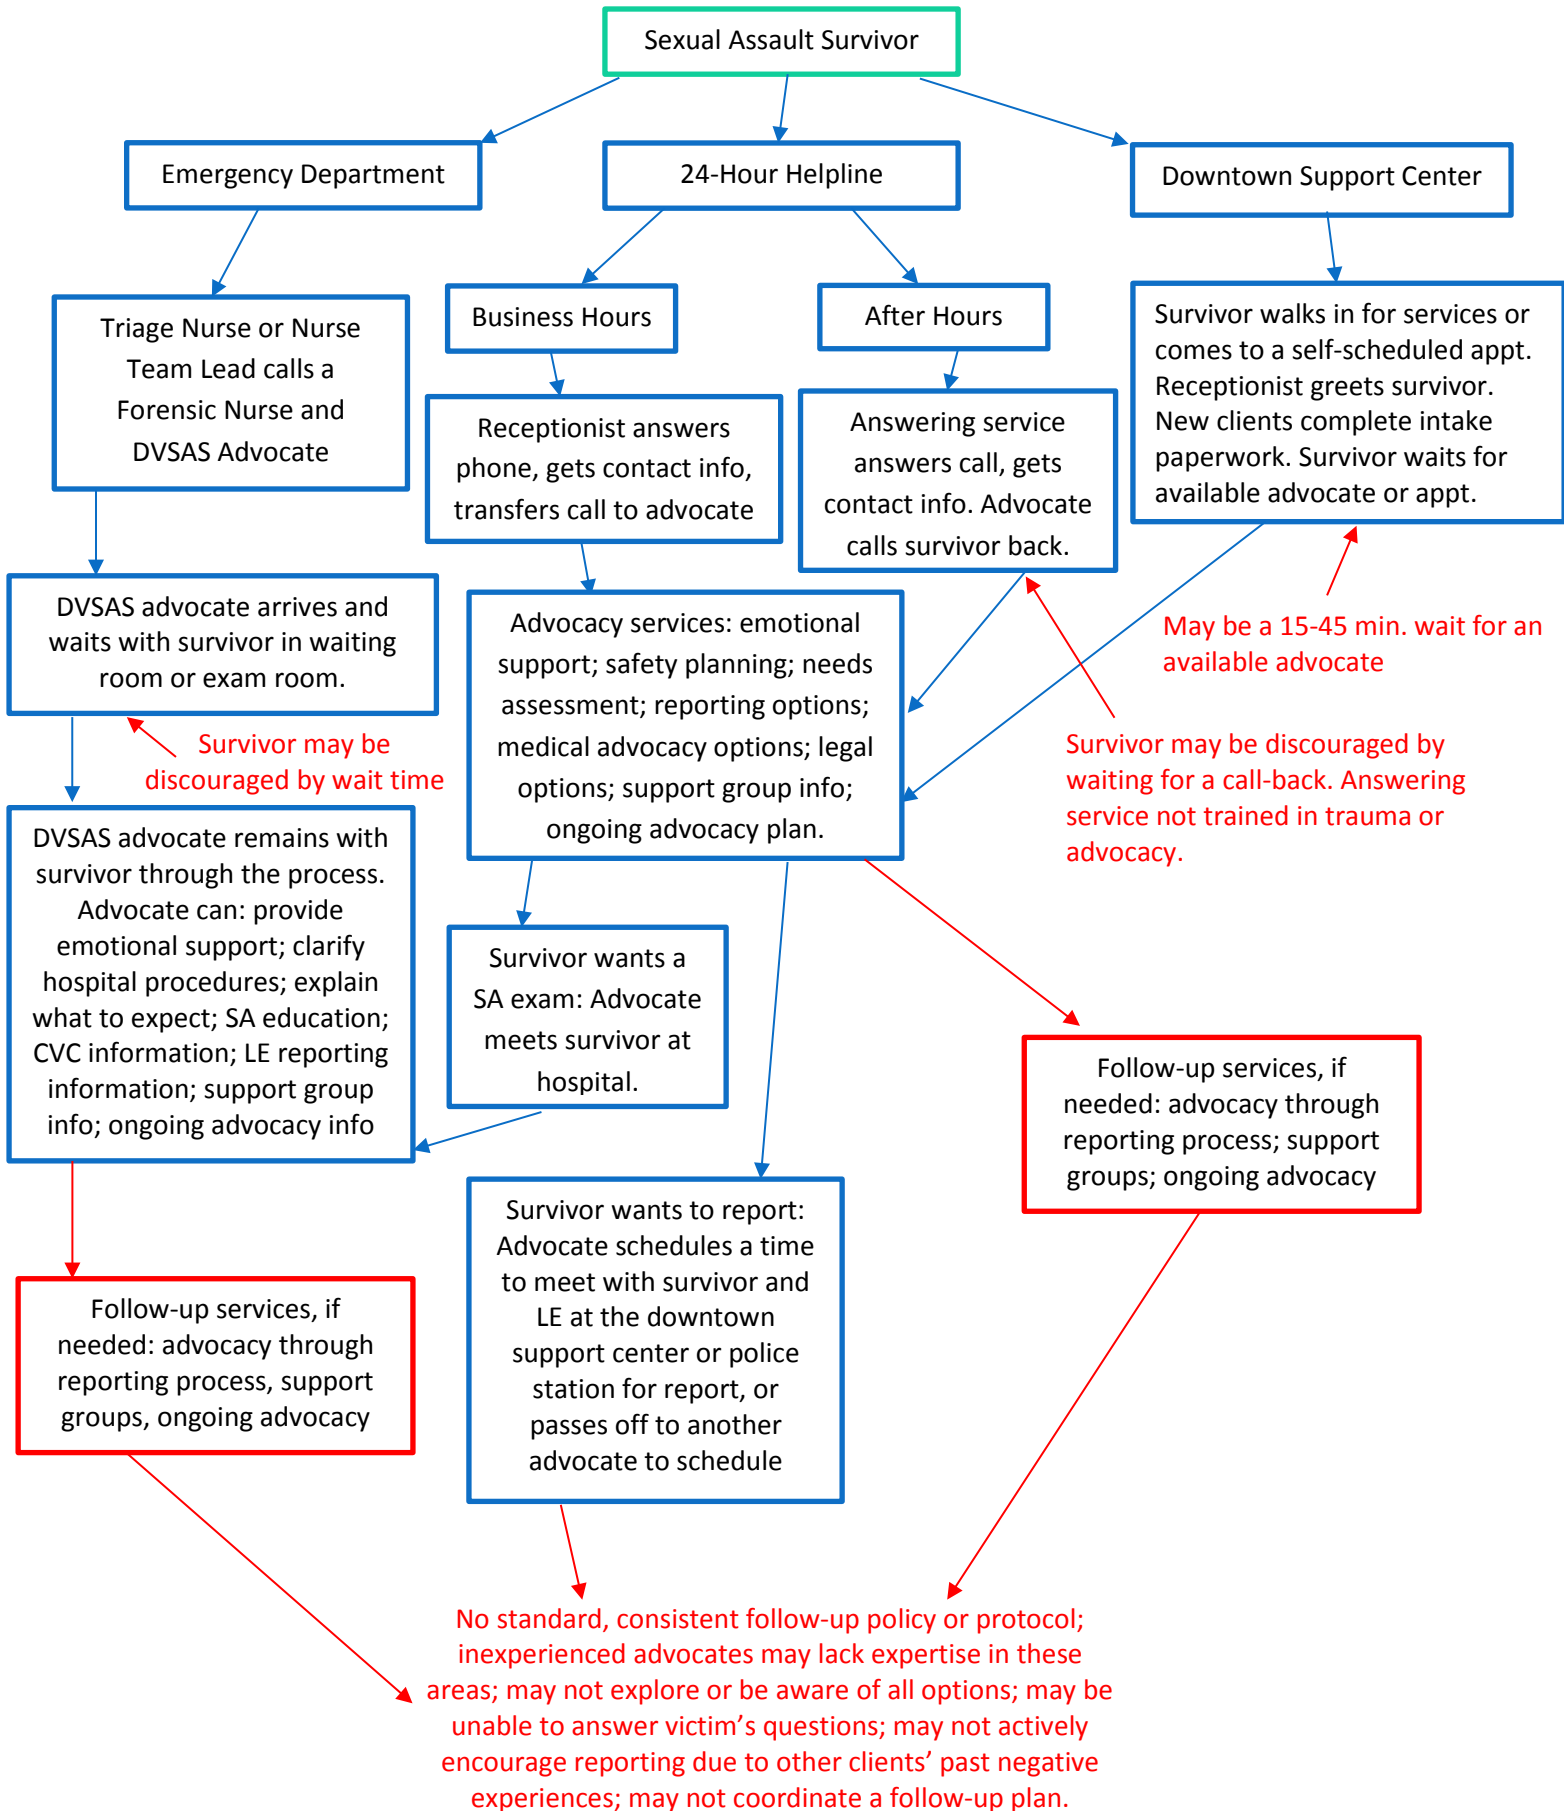 Sexual Assault Survivor
Emergency Department
24-Hour Helpline
Downtown Support Center
Triage Nurse or Nurse
Team Lead calls a
Forensic Nurse and
DVSAS Advocate
Business Hours
After Hours
Survivor walks in for services or
comes to a self-scheduled appt.
Receptionist greets survivor.
New clients complete intake
paperwork. Survivor waits for
available advocate or appt.
Receptionist answers
phone, gets contact info,
transfers call to advocate
Answering service
answers call, gets
contact info. Advocate
calls survivor back.
DVSAS advocate arrives and
waits with survivor in waiting
room or exam room.
Advocacy services: emotional
support; safety planning; needs
assessment; reporting options;
medical advocacy options; legal
options; support group info;
ongoing advocacy plan.
May be a 15-45 min. wait for an
available advocate
Survivor may be
discouraged by wait time
Survivor may be discouraged by
waiting for a call-back. Answering
service not trained in trauma or
advocacy.
DVSAS advocate remains with
survivor through the process.
Advocate can: provide
emotional support; clarify
hospital procedures; explain
what to expect; SA education;
CVC information; LE reporting
information; support group
info; ongoing advocacy info
Survivor wants a
SA exam: Advocate
meets survivor at
hospital.
Follow-up services, if
needed: advocacy through
reporting process; support
groups; ongoing advocacy
Survivor wants to report:
Advocate schedules a time
to meet with survivor and
LE at the downtown
support center or police
station for report, or
passes off to another
advocate to schedule
Follow-up services, if
needed: advocacy through
reporting process, support
groups, ongoing advocacy
No standard, consistent follow-up policy or protocol;
inexperienced advocates may lack expertise in these
areas; may not explore or be aware of all options; may be
unable to answer victim’s questions; may not actively
encourage reporting due to other clients’ past negative
experiences; may not coordinate a follow-up plan.